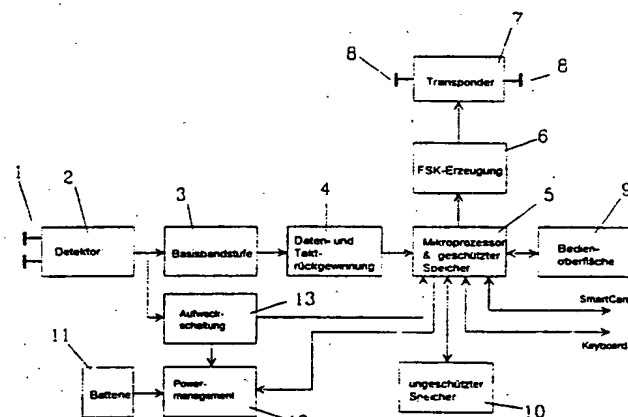 7
8
Transponder
8
6
FSK-Erzeugung
1
2
3
4
5
9
Detektor
Basisbandstufe
Daten- und
Takt-
rückgewinnung
Mikroprozessor
& geschützter
Speicher
Bedien-
oberfläche
13
SmartCard
Aufweck-
schaltung
Keyboard
11
Batterie
Power-
management
ungeschützter
Speicher
10